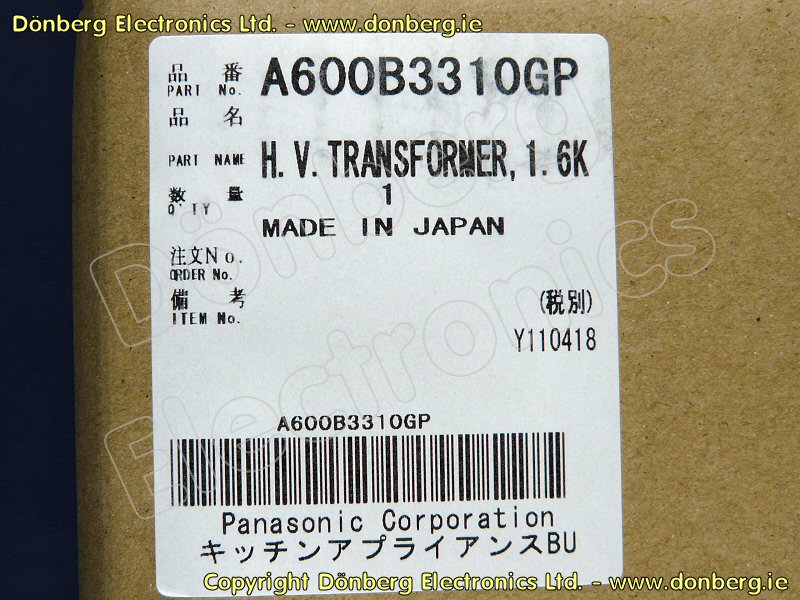 Dönberg Electronics Ltd. - www.donberg.ie
品番 A600B3310GP
PART No.
品名
PART NAME H.V.TRANSFORMER,1.6K
数量 1
Q'TY
MADE IN JAPAN
注文No.
ORDER No.
備考 (税別)
ITEM No.
Y110418
A600B3310GP
Panasonic Corporation
キッチンアプライアンスBU
Dönberg
Electronics
Copyright Dönberg Electronics Ltd. - www.donberg.ie